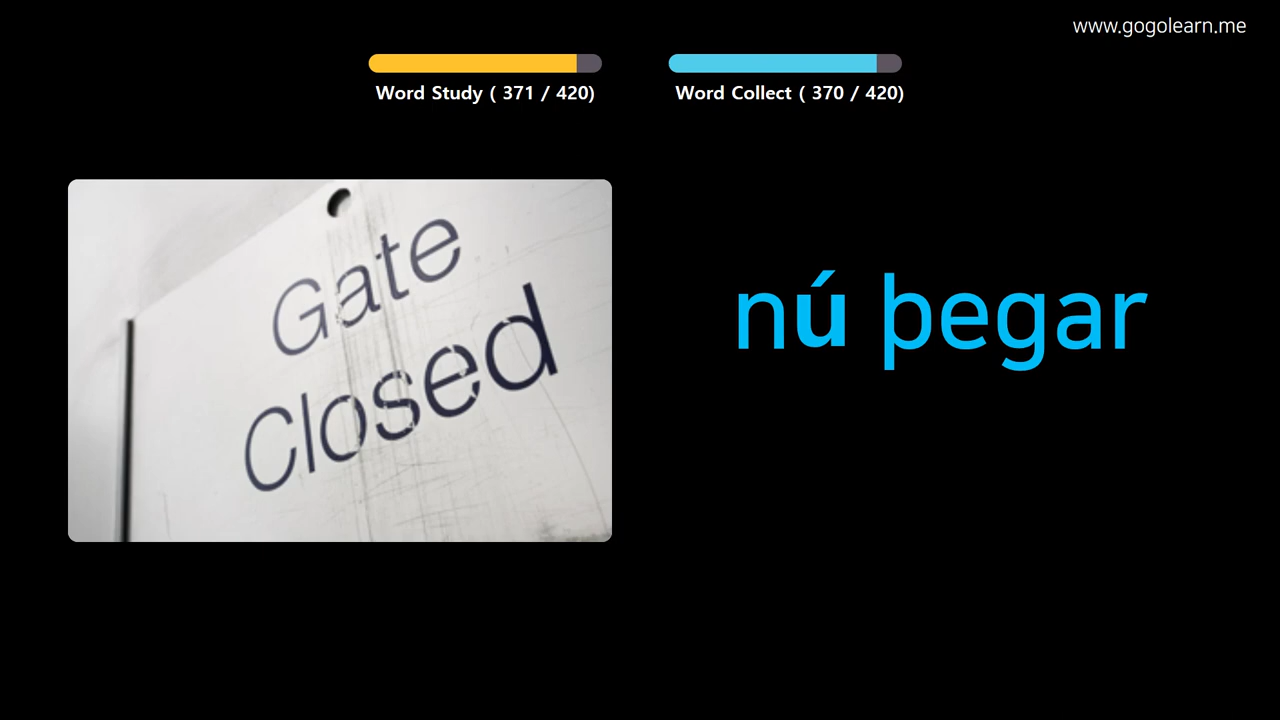 www.gogolearn.me
Word Study ( 371 / 420)
Word Collect ( 370 / 420)
Gate
Closed
nú þegar